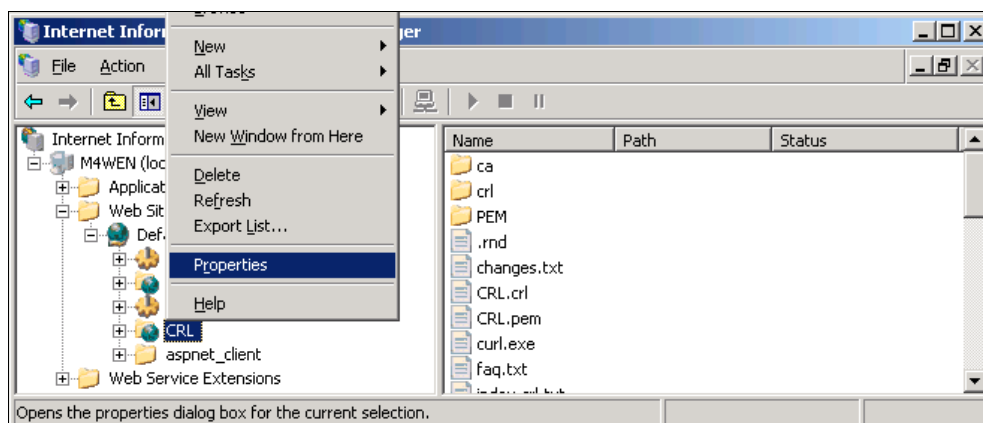 Internet Infor
ger
File Action
New
All Tasks
View
New Window from Here
Delete
Refresh
Export List...
Properties
Help
Internet Inform
M4WEN (loc
Applicat
Web Sit
Def
CRL
aspnet_client
Web Service Extensions
Name Path Status
ca
crl
PEM
.rnd
changes.txt
CRL.crl
CRL.pem
curl.exe
faq.txt
Opens the properties dialog box for the current selection.